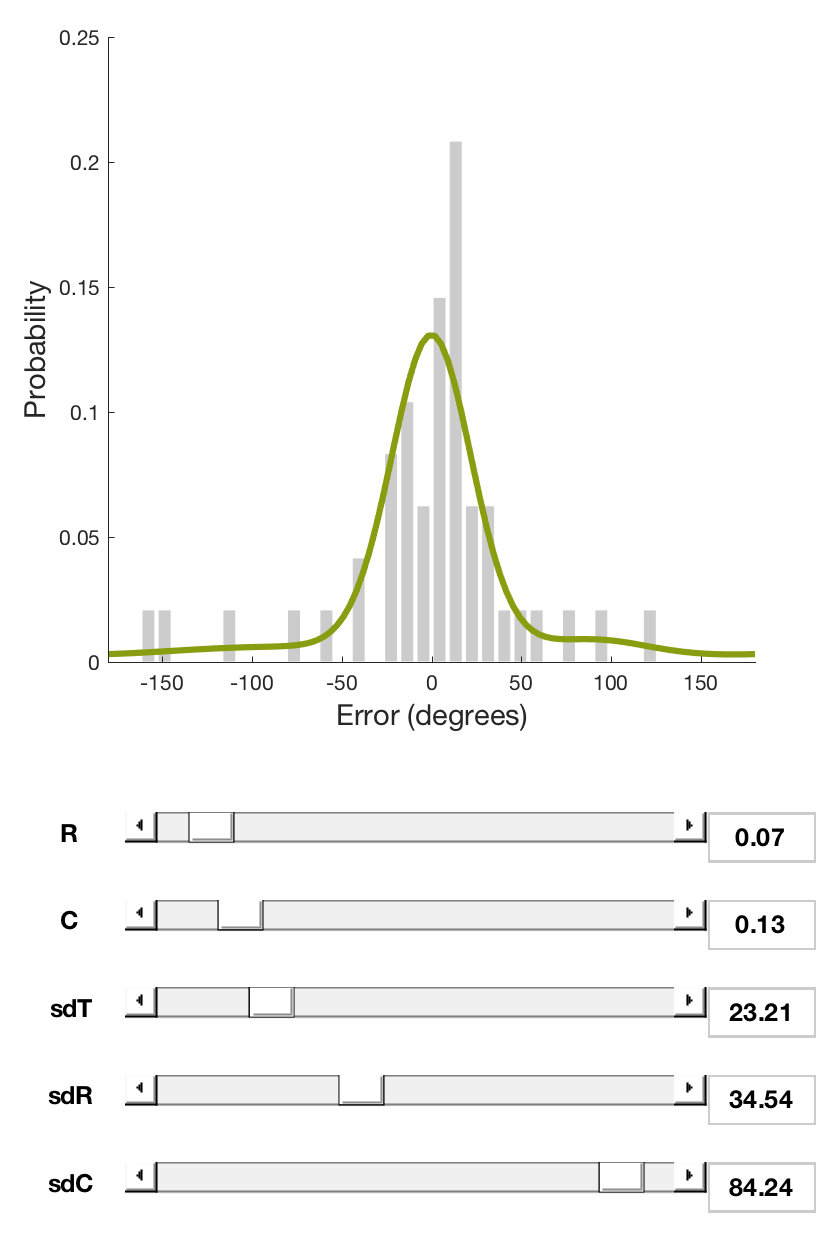 0.25
0.2
0.15
0.1
0.05
0
Probability
-150 -100 -50 0 50 100 150
Error (degrees)
R 0.07
C 0.13
sdT 23.21
sdR 34.54
sdC 84.24